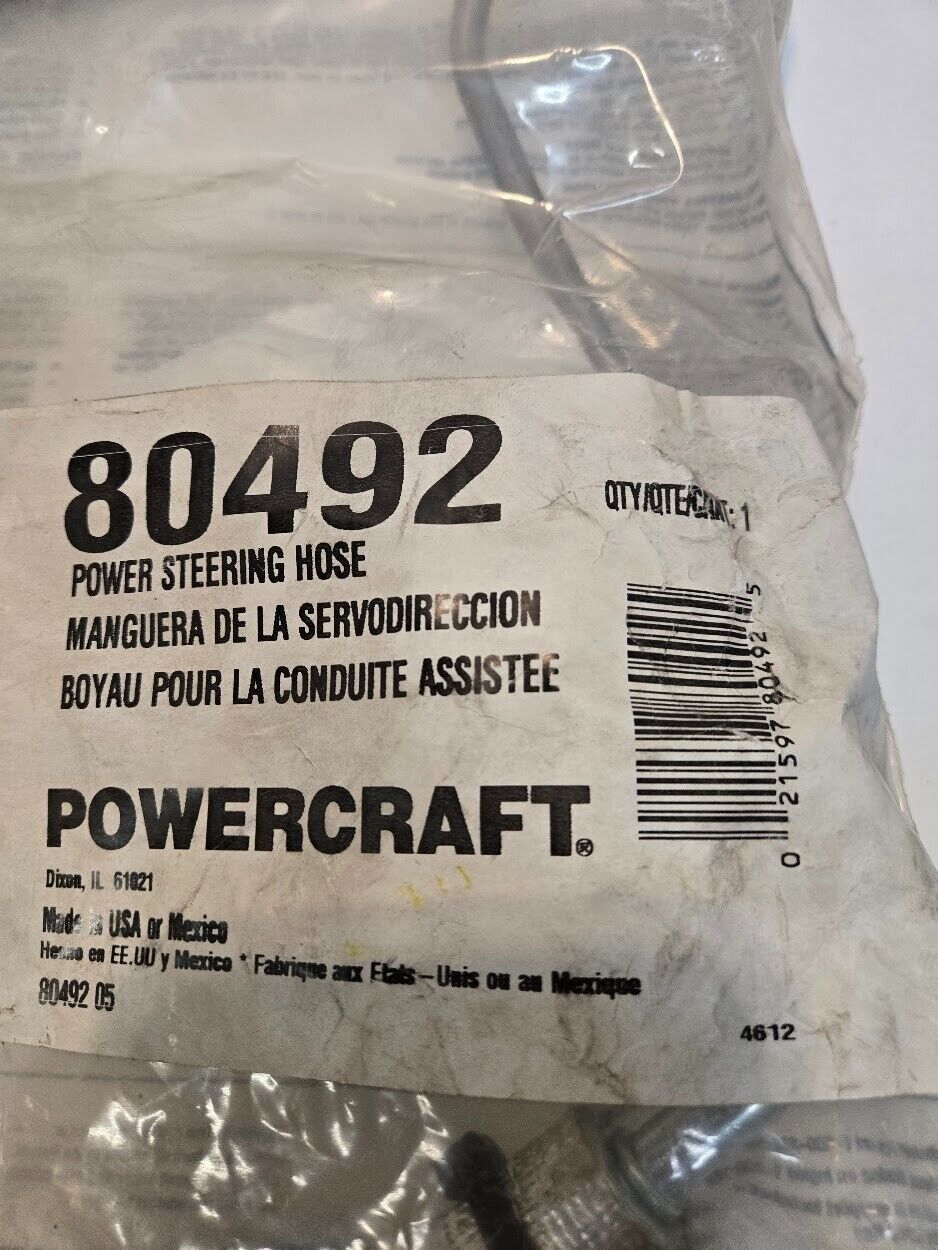 80492
POWER STEERING HOSE
MANGUERA DE LA SERVODIRECCION
BOYAU POUR LA CONDUITE ASSISTEE
QTY/QTE/CANT: 1
0 21597 80492 5
POWERCRAFT®
Dixon, IL 61021
Made in USA or Mexico
Hecho en EE.UU y Mexico * Fabrique aux Etats-Unis ou au Mexique
80492 05
4612